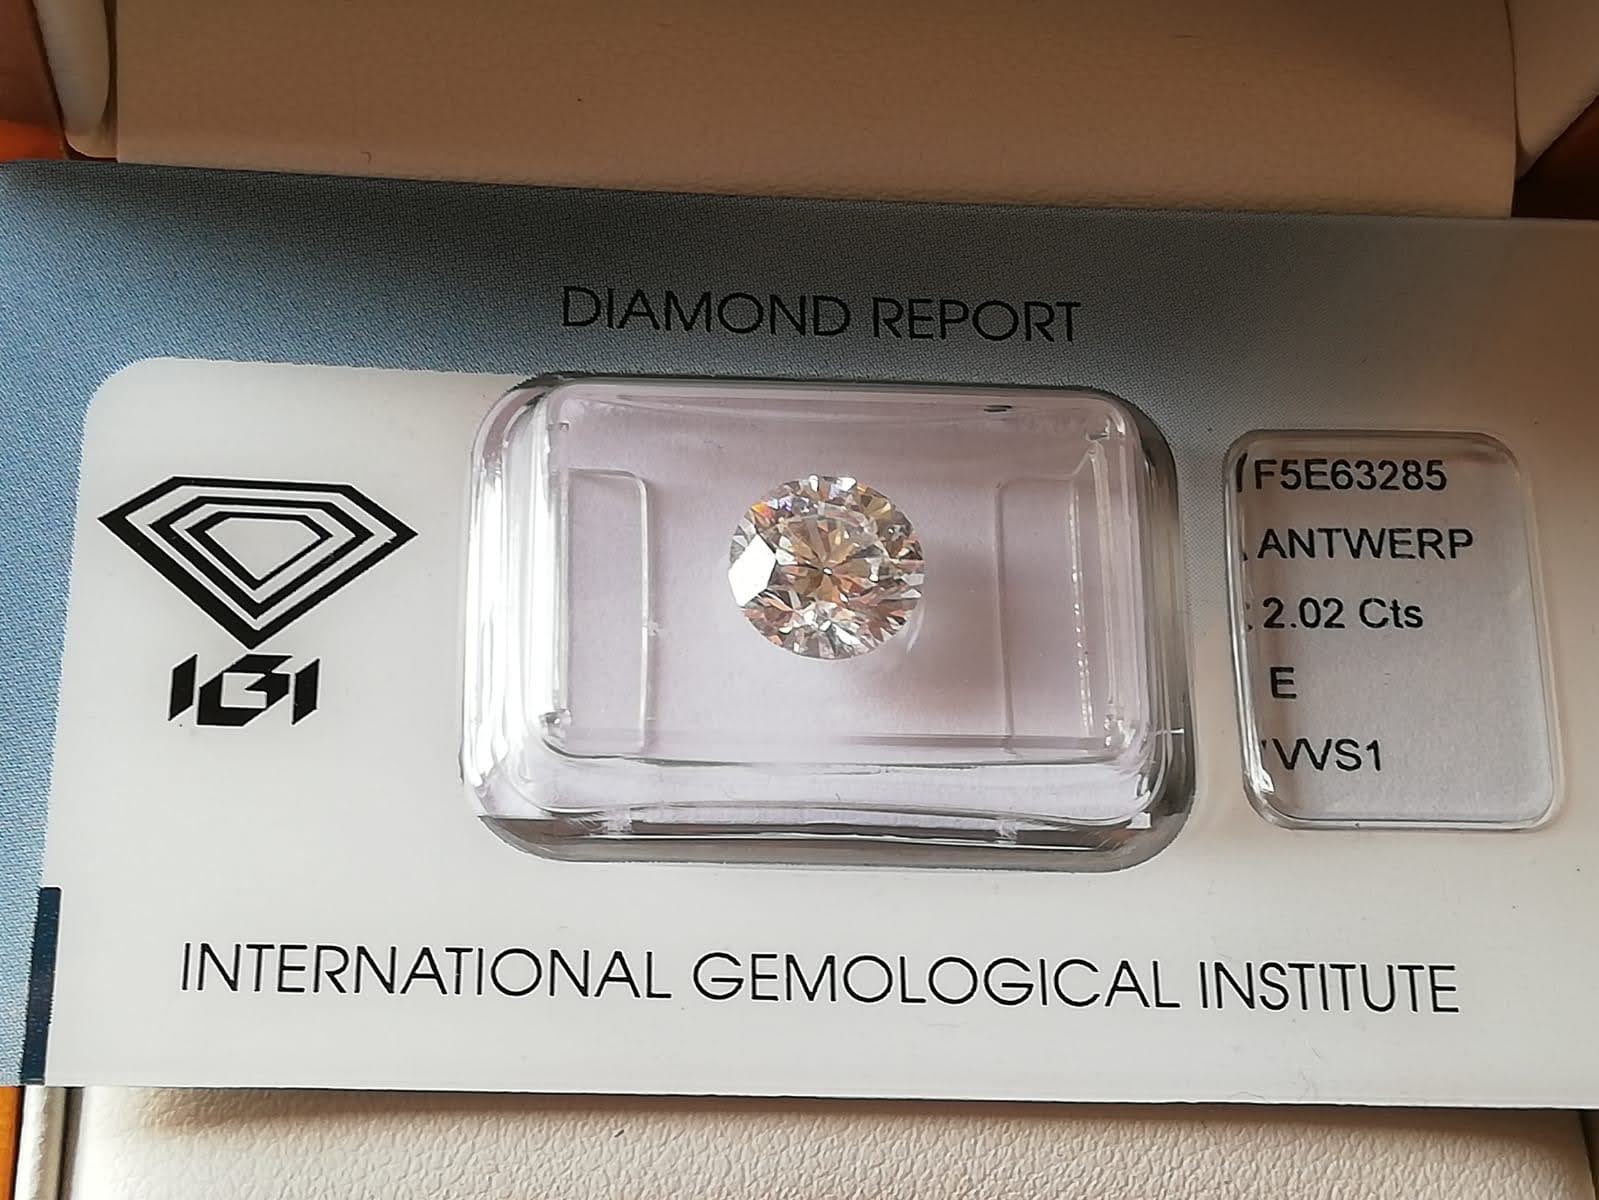 DIAMOND REPORT
IGI
F5E63285
ANTWERP
2.02 Cts
E
VVS1
INTERNATIONAL GEMOLOGICAL INSTITUTE